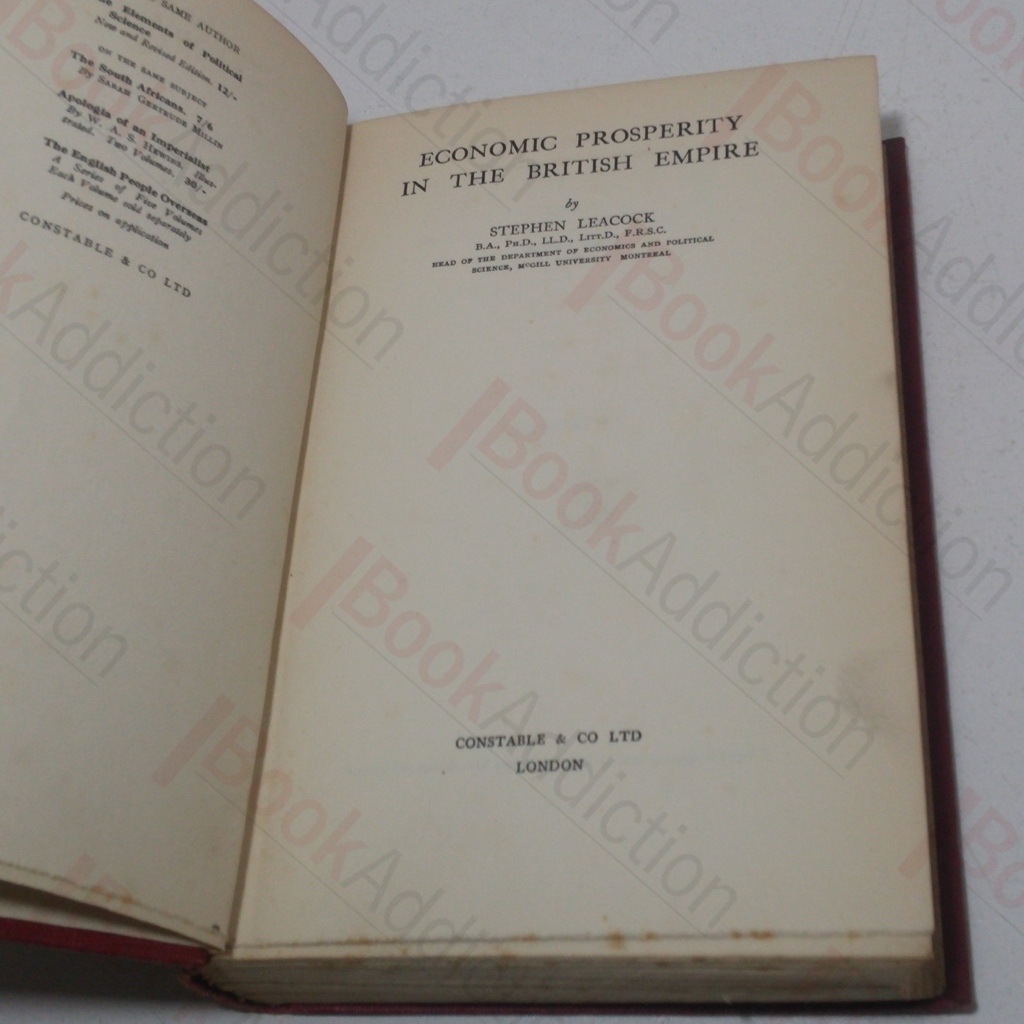 SAME AUTHOR
Elements of Political
Science
New and Revised Edition. 12/-
ON THE SAME SUBJECT
The South Africans. 7/6
By SARAH GERTRUDE MILLIN
Apologia of an Imperialist
By W. A. S. HEWINS. Illus-
trated. Two Volumes. 30/-
The English People Overseas
A Series of Five Volumes
Each Volume sold separately
Prices on application
CONSTABLE & CO LTD
ECONOMIC PROSPERITY
IN THE BRITISH EMPIRE
by
STEPHEN LEACOCK
B.A., PH.D., LL.D., LITT.D., F.R.S.C.
HEAD OF THE DEPARTMENT OF ECONOMICS AND POLITICAL
SCIENCE, MCGILL UNIVERSITY MONTREAL
CONSTABLE & CO LTD
LONDON
BookAddiction